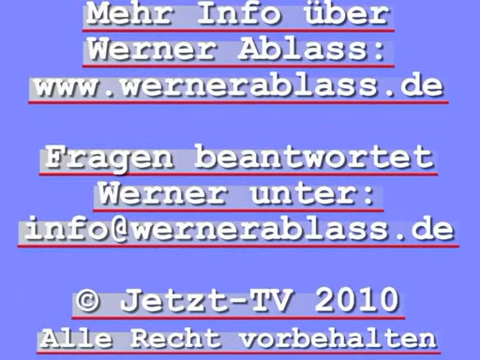 Mehr Info über
Werner Ablass:
www.wernerablass.de
Fragen beantwortet
Werner unter:
info@wernerablass.de
© Jetzt-TV 2010
Alle Recht vorbehalten